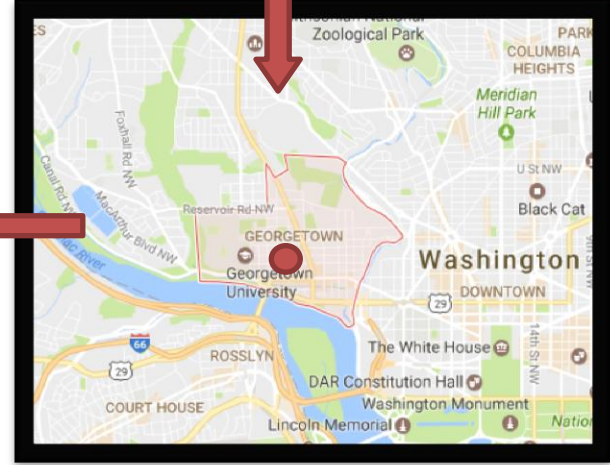 Zoological Park
PARK
COLUMBIA
HEIGHTS
Meridian
Hill Park
Foxhall Rd NW
U St NW
Black Cat
Canal Rd NW
MacArthur Blvd NW
Reservoir Rd NW
GEORGETOWN
Georgetown
University
Washington
DOWNTOWN
29
14th St NW
66
ROSSLYN
29
The White House
DAR Constitution Hall
COURT HOUSE
Washington Monument
Lincoln Memorial